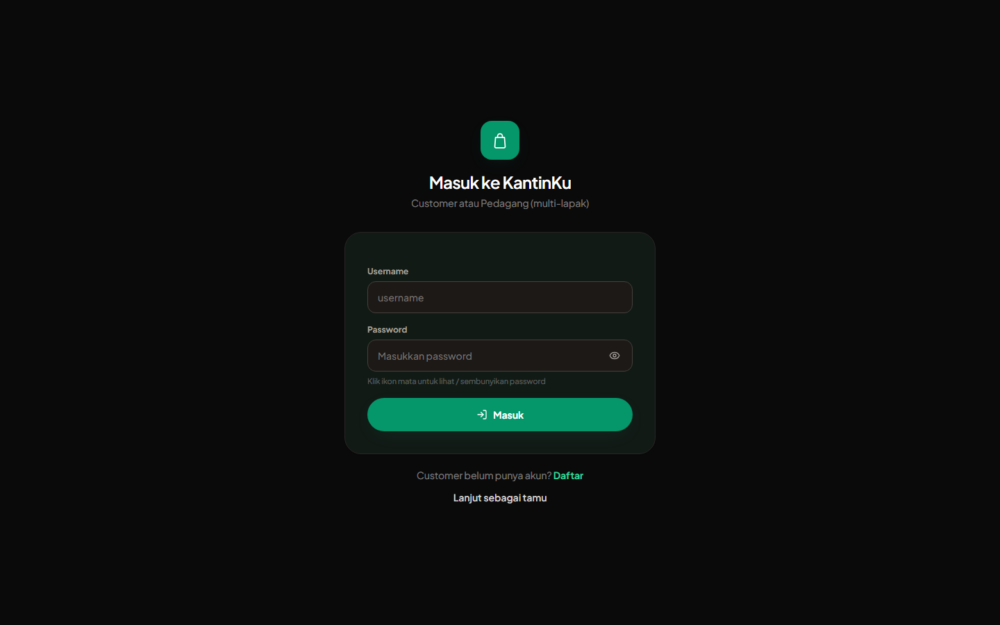 Masuk ke KantinKu
Customer atau Pedagang (multi-lapak)
Username
username
Password
Masukkan password
Klik ikon mata untuk lihat / sembunyikan password
Masuk
Customer belum punya akun? Daftar
Lanjut sebagai tamu